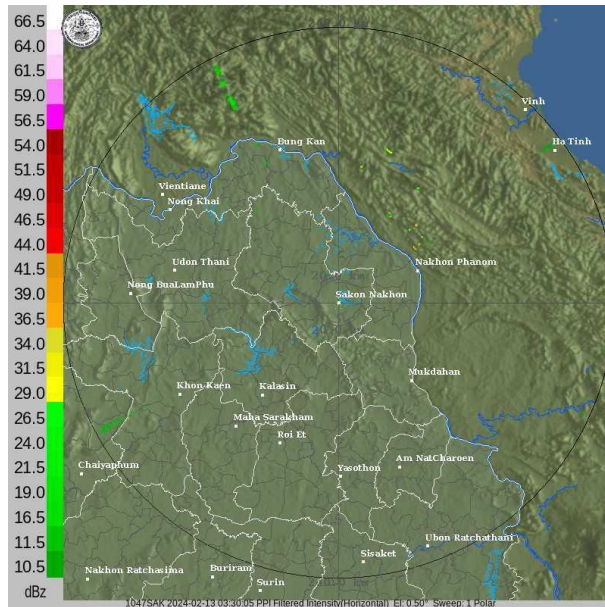 66.5
64.0
61.5
59.0
56.5
54.0
51.5
49.0
46.5
44.0
41.5
39.0
36.5
34.0
31.5
29.0
26.5
24.0
21.5
19.0
16.5
11.5
10.5
dBz
Vinh
Ha Tinh
Bung Kan
Vientiane
Nong Khai
Udon Thani
Nakhon Phanom
Nong BuaLamPhu
Sakon Nakhon
Mukdahan
Khon Kaen
Kalasin
Maha Sarakham
Roi Et
Chaiyaphum
Am NatCharoen
Yasothon
Ubon Ratchathani
Sisaket
Nakhon Ratchasima
Buriram
Surin
1047SAK 2024-02-13 03:30:05 PPI Filtered Intensity(Horizontal) El: 0.50° Sweep: 1 Polar